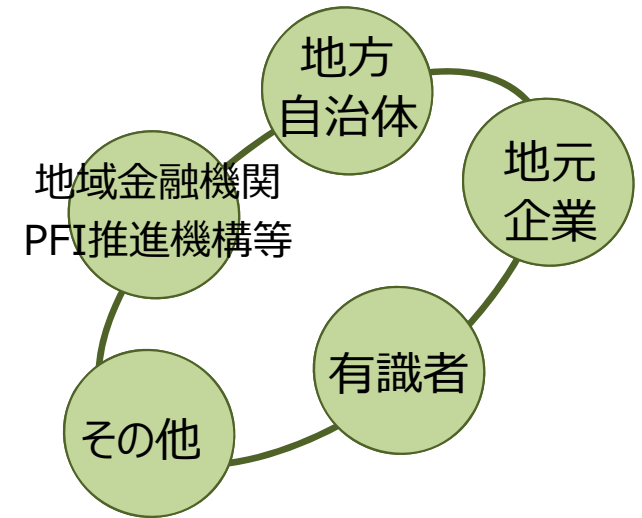 地方
自治体
地元
企業
地域金融機関
PFI推進機構等
有識者
その他